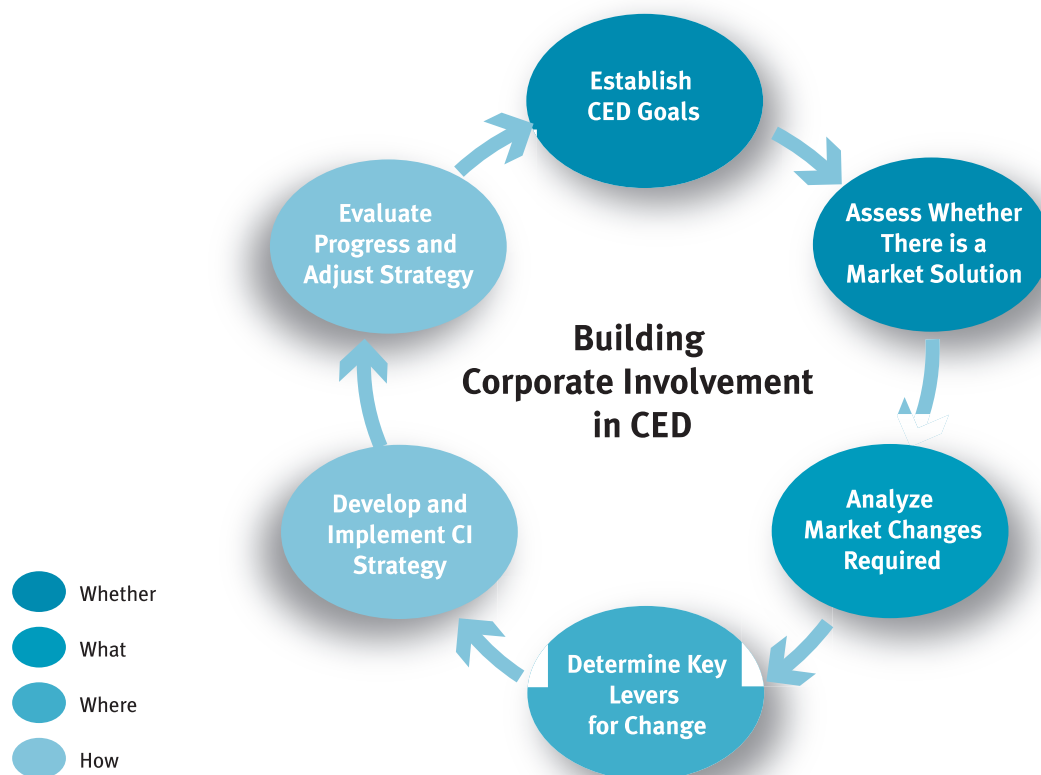 Establish
CED Goals
Assess Whether
There is a
Market Solution
Analyze
Market Changes
Required
Determine Key
Levers
for Change
Develop and
Implement CI
Strategy
Evaluate
Progress and
Adjust Strategy
Building
Corporate Involvement
in CED
Whether
What
Where
How